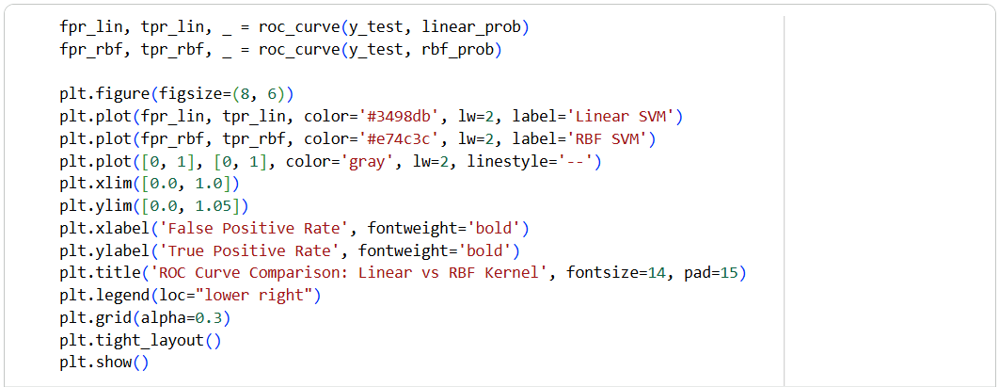 fpr_lin, tpr_lin, _ = roc_curve(y_test, linear_prob)
fpr_rbf, tpr_rbf, _ = roc_curve(y_test, rbf_prob)
plt.figure(figsize=(8, 6))
plt.plot(fpr_lin, tpr_lin, color='#3498db', lw=2, label='Linear SVM')
plt.plot(fpr_rbf, tpr_rbf, color='#e74c3c', lw=2, label='RBF SVM')
plt.plot([0, 1], [0, 1], color='gray', lw=2, linestyle='--')
plt.xlim([0.0, 1.0])
plt.ylim([0.0, 1.05])
plt.xlabel('False Positive Rate', fontweight='bold')
plt.ylabel('True Positive Rate', fontweight='bold')
plt.title('ROC Curve Comparison: Linear vs RBF Kernel', fontsize=14, pad=15)
plt.legend(loc="lower right")
plt.grid(alpha=0.3)
plt.tight_layout()
plt.show()